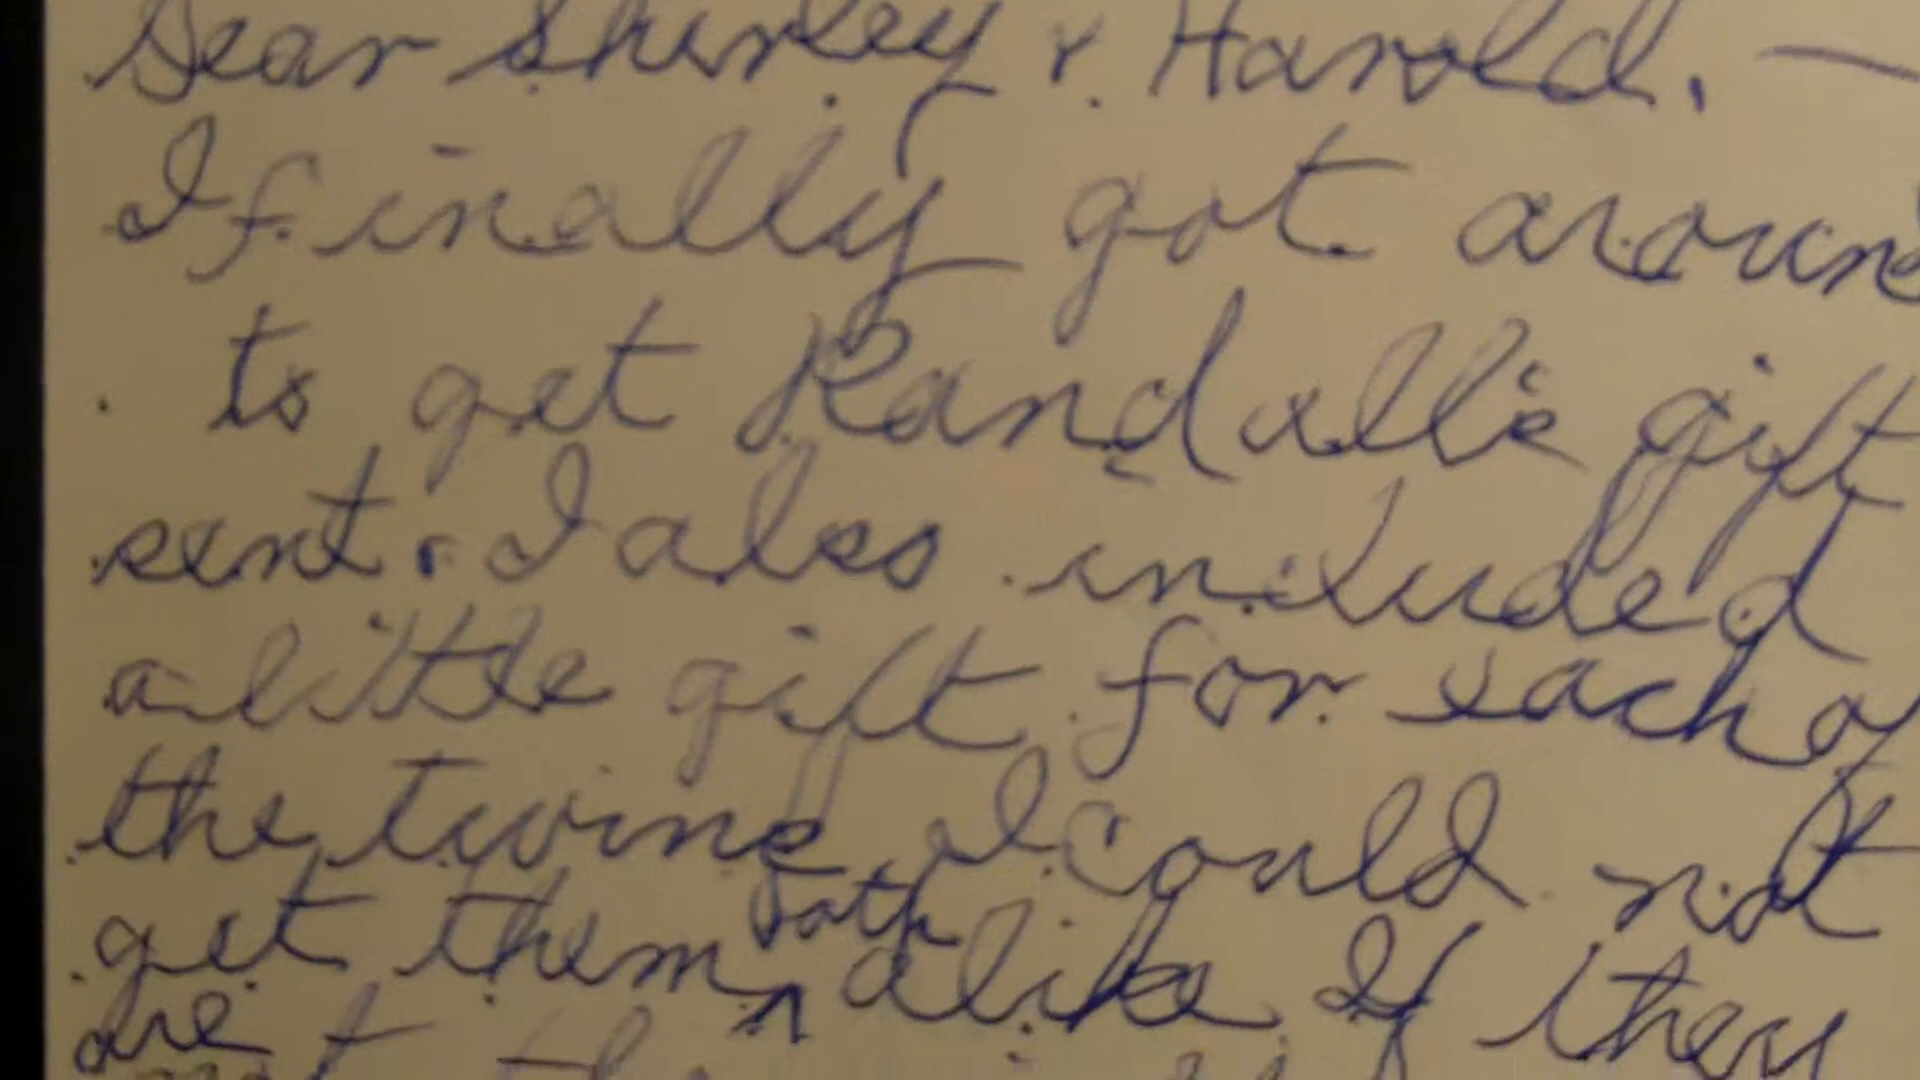 Dear Shirley & Harold. —
I finally got around
to get Randall's gift
sent. I also included
a little gift for each of
the twins I could not
get them both alike If they
are